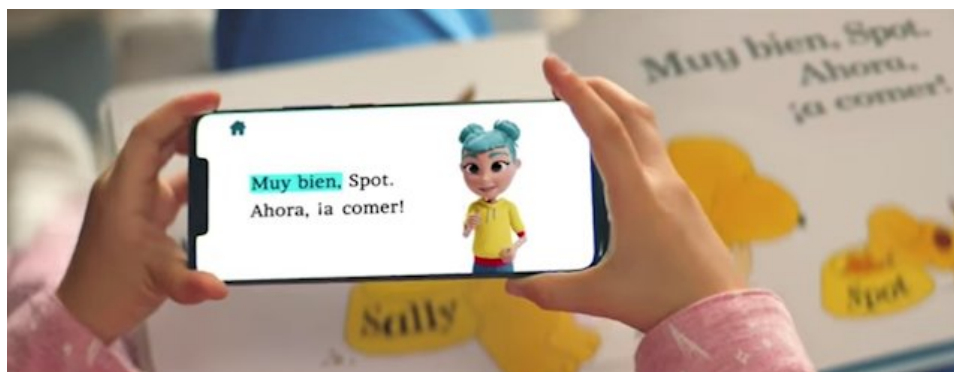 Muy bien, Spot.
Ahora,
¡a comer!
Muy bien, Spot.
Ahora, ¡a comer!
Sally
Spot